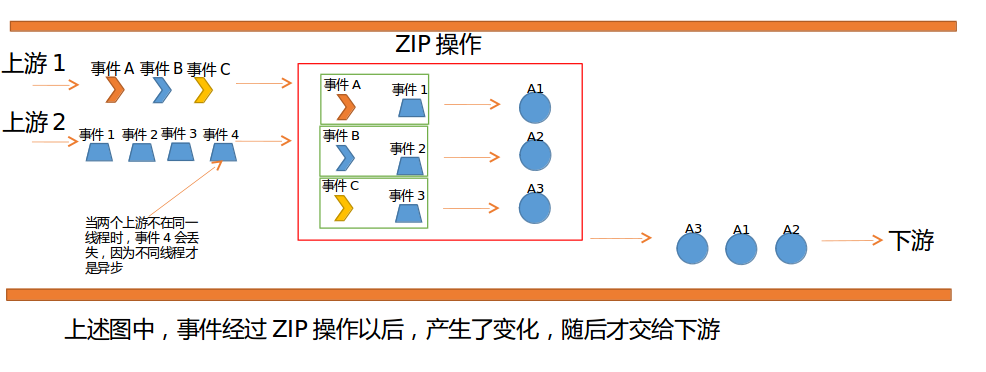 ZIP 操作
上游 1
事件 A 事件 B 事件 C
上游 2
事件 1 事件 2 事件 3 事件 4
事件 A
事件 1
A1
事件 B
事件 2
A2
事件 C
事件 3
A3
当两个上游不在同一
线程时，事件 4 会丢
失，因为不同线程才
是异步
A3 A1 A2
下游
上述图中，事件经过 ZIP 操作以后，产生了变化，随后才交给下游